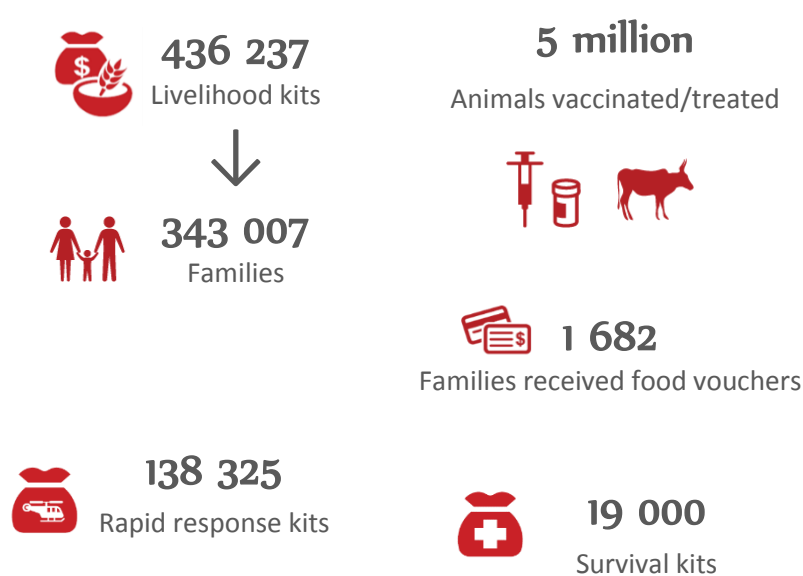 436 237
Livelihood kits
343 007
Families
5 million
Animals vaccinated/treated
1 682
Families received food vouchers
138 325
Rapid response kits
19 000
Survival kits
$
$